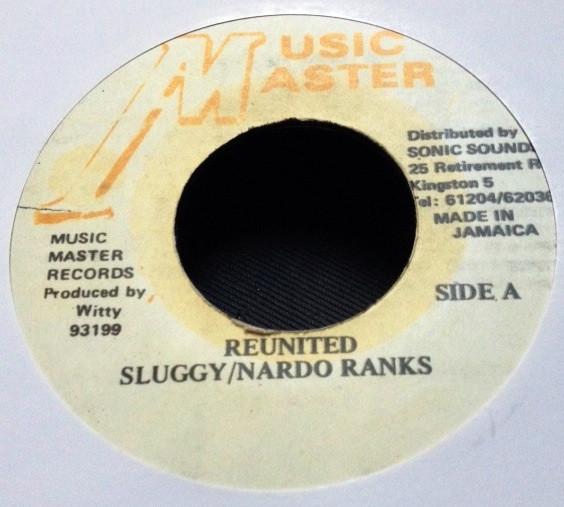 MUSIC
MASTER
Distributed by
SONIC SOUND
25 Retirement R
Kingston 5
el: 61204/6203
MADE IN
JAMAICA
MUSIC
MASTER
RECORDS
Produced by
Witty
93199
SIDE A
REUNITED
SLUGGY/NARDO RANKS